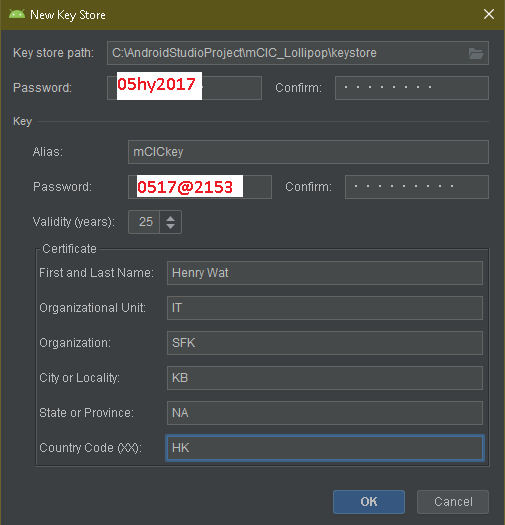 New Key Store
Key store path: C:\AndroidStudioProject\mCIC_Lollipop\keystore
Password: 05hy2017 Confirm: ········
Key
Alias: mCICkey
Password: 0517@2153 Confirm: ·········
Validity (years): 25
Certificate
First and Last Name: Henry Wat
Organizational Unit: IT
Organization: SFK
City or Locality: KB
State or Province: NA
Country Code (XX): HK
OK Cancel